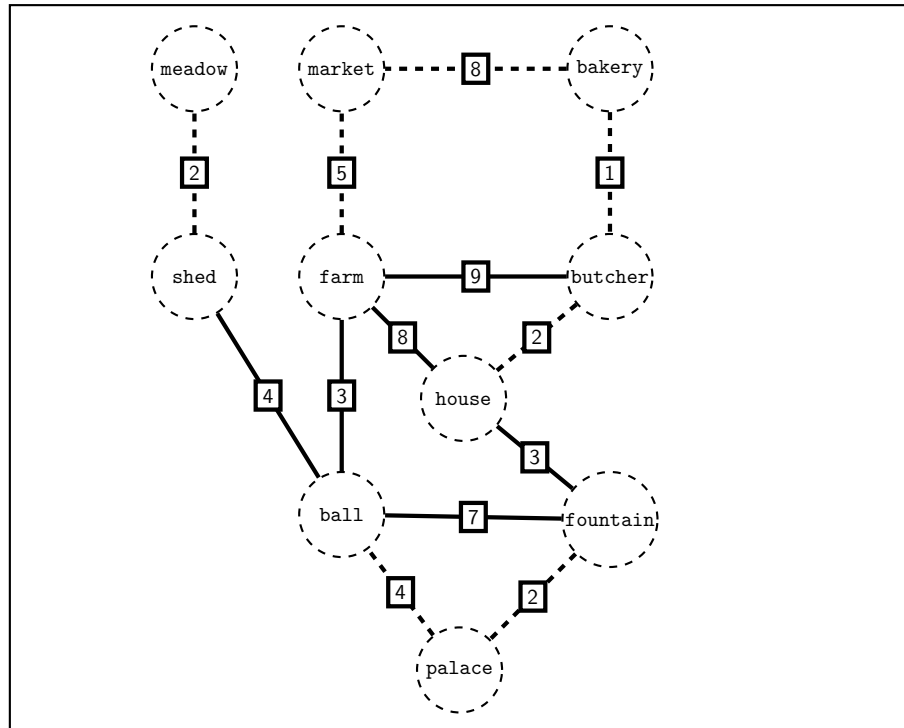 meadow
market
8
bakery
2
5
1
shed
farm
9
butcher
8
2
4
3
house
3
ball
7
fountain
4
2
palace